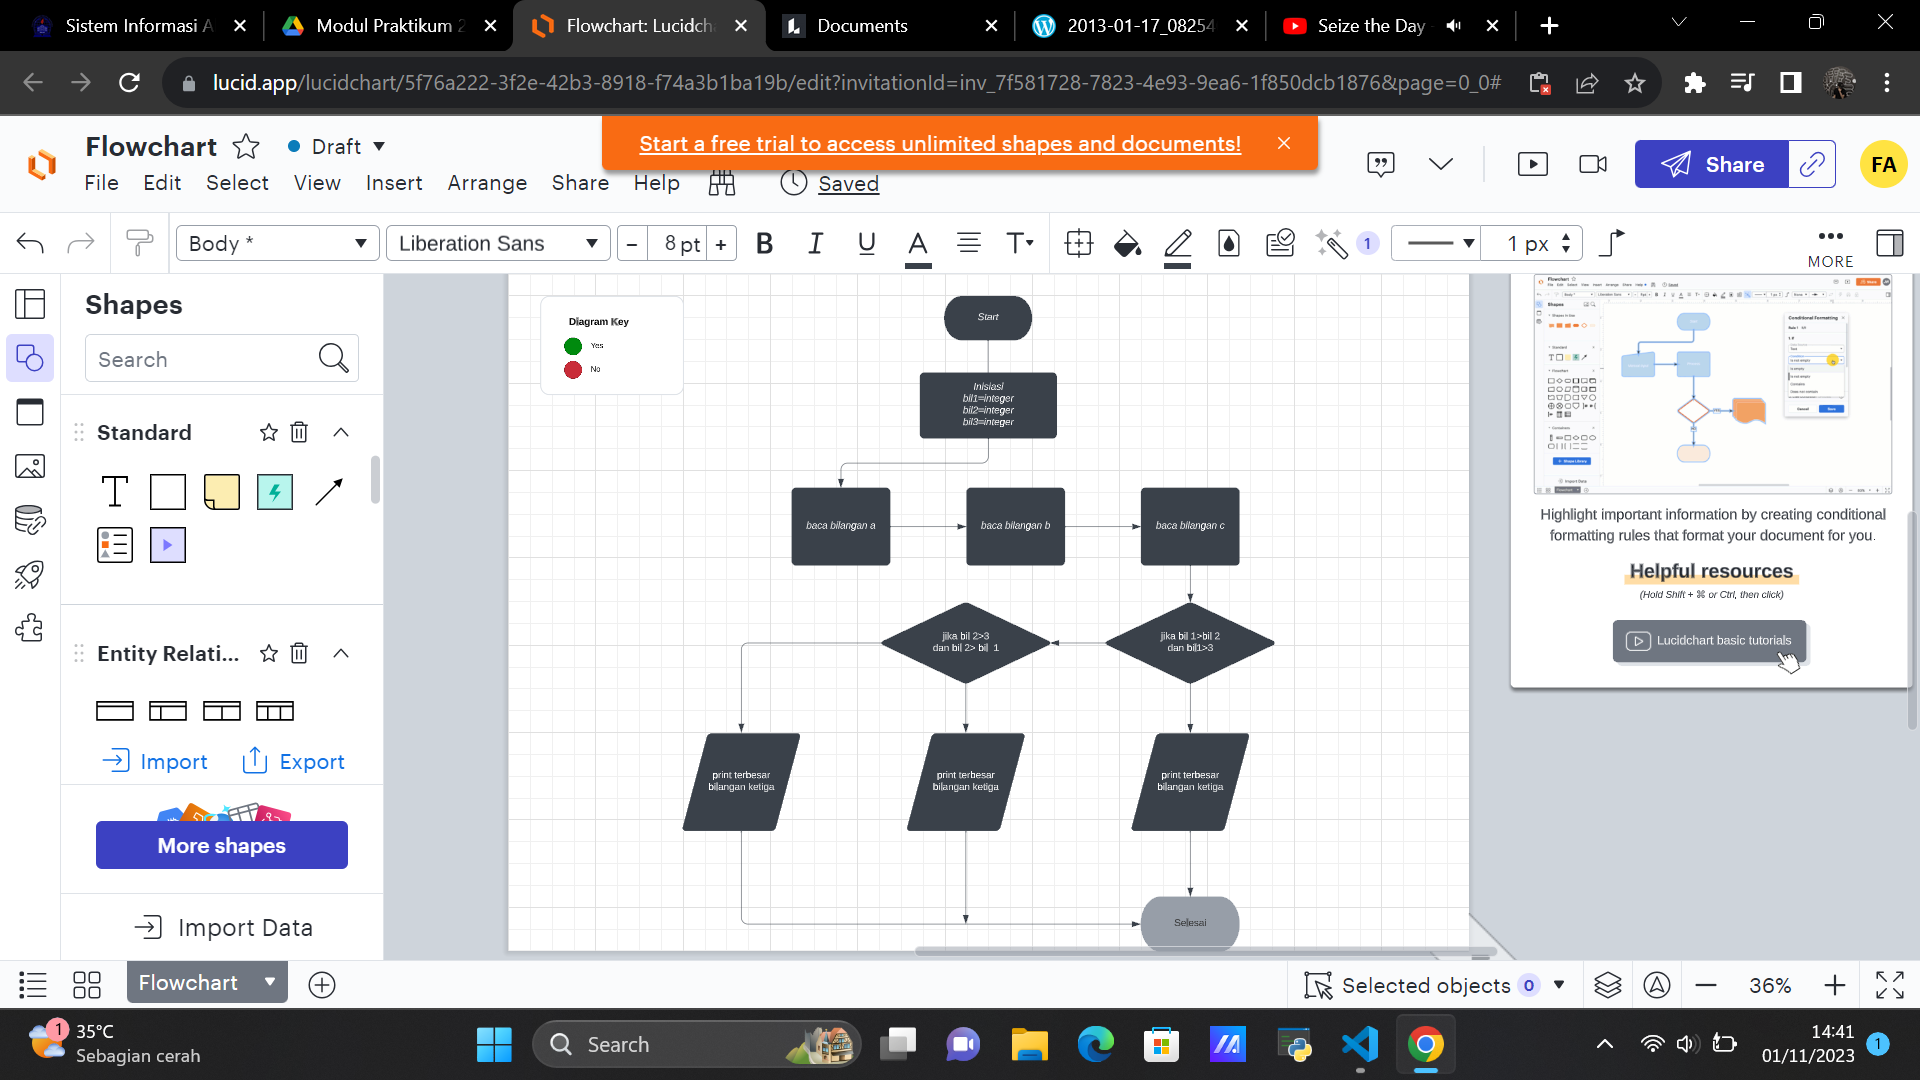 Sistem Informasi A
Modul Praktikum 2
Flowchart: Lucidch
Documents
2013-01-17_08254
Seize the Day
lucid.app/lucidchart/5f76a222-3f2e-42b3-8918-f74a3b1ba19b/edit?invitationId=inv_7f581728-7823-4e93-9ea6-1f850dcb1876&page=0_0#
Flowchart
Draft
Start a free trial to access unlimited shapes and documents!
Share
FA
File Edit Select View Insert Arrange Share Help
Saved
Body *
Liberation Sans
− 8 pt +
B I U A T
1
1 px
MORE
Shapes
Search
Standard
T
Entity Relati...
Import
Export
More shapes
Import Data
Diagram Key
Yes
No
Start
Inisiasi
bil1=integer
bil2=integer
bil3=integer
baca bilangan a
baca bilangan b
baca bilangan c
jika bil 2>3
dan bil 2> bil 1
jika bil 1>bil 2
dan bil1>3
print terbesar
bilangan ketiga
print terbesar
bilangan ketiga
print terbesar
bilangan ketiga
Selesai
Flowchart
Shapes
Conditional Formatting
Highlight important information by creating conditional
formatting rules that format your document for you.
Helpful resources
(Hold Shift + ⌘ or Ctrl, then click)
Lucidchart basic tutorials
Flowchart
Selected objects 0
36%
1
35°C
Sebagian cerah
Search
14:41
01/11/2023
1